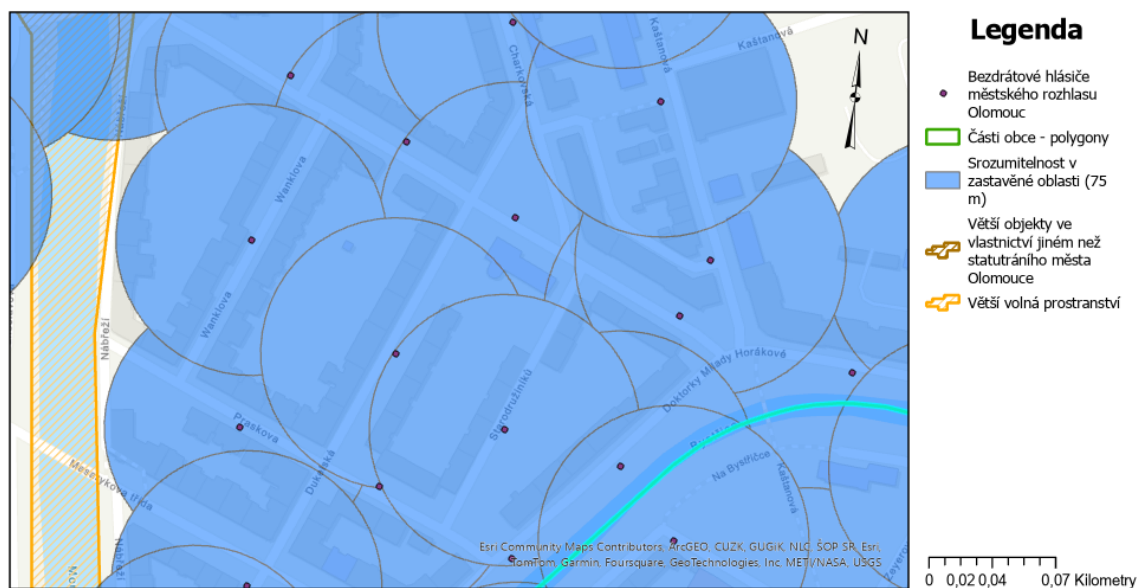 Legenda
N
Bezdrátové hlásiče
městského rozhlasu
Olomouc
Části obce - polygony
Srozumitelnost v
zastavěné oblasti (75
m)
Větší objekty ve
vlastnictví jiném než
statutráního města
Olomouce
Větší volná prostranství
0 0,02 0,04 0,07 Kilometry
Charkovská
Kaštanová
Kaštanová
Nábřeží
Wanklova
Wanklova
Nábřeží
Praskova
Masarykova třída
Dukelská
Starodružiníků
Doktorky Milady Horákové
Na Bystřičce
Kaštanová
Esri Community Maps Contributors, ArcGEO, CUZK, GUGiK, NLC, ŠOP SR, Esri,
TomTom, Garmin, Foursquare, GeoTechnologies, Inc, METI/NASA, USGS